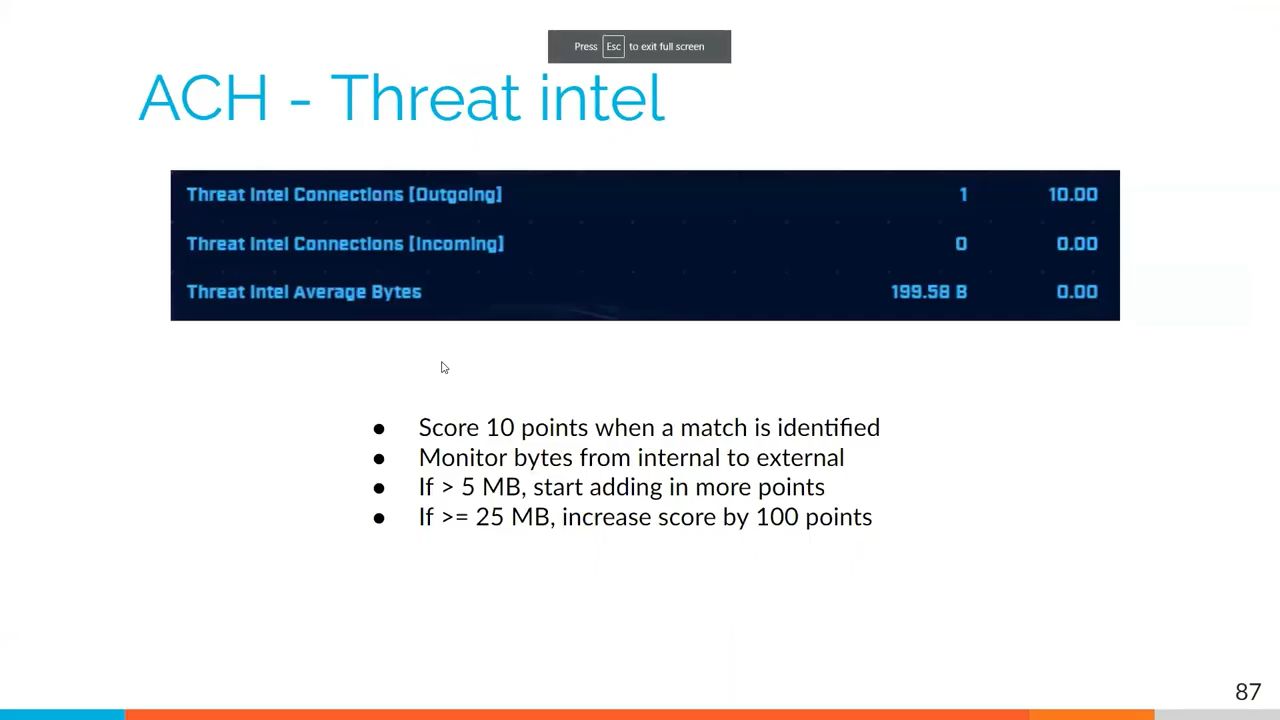 Press Esc to exit full screen
ACH - Threat intel
Threat Intel Connections [Outgoing] 1 10.00
Threat Intel Connections [Incoming] 0 0.00
Threat Intel Average Bytes 199.58 B 0.00
● Score 10 points when a match is identified
● Monitor bytes from internal to external
● If > 5 MB, start adding in more points
● If >= 25 MB, increase score by 100 points
87